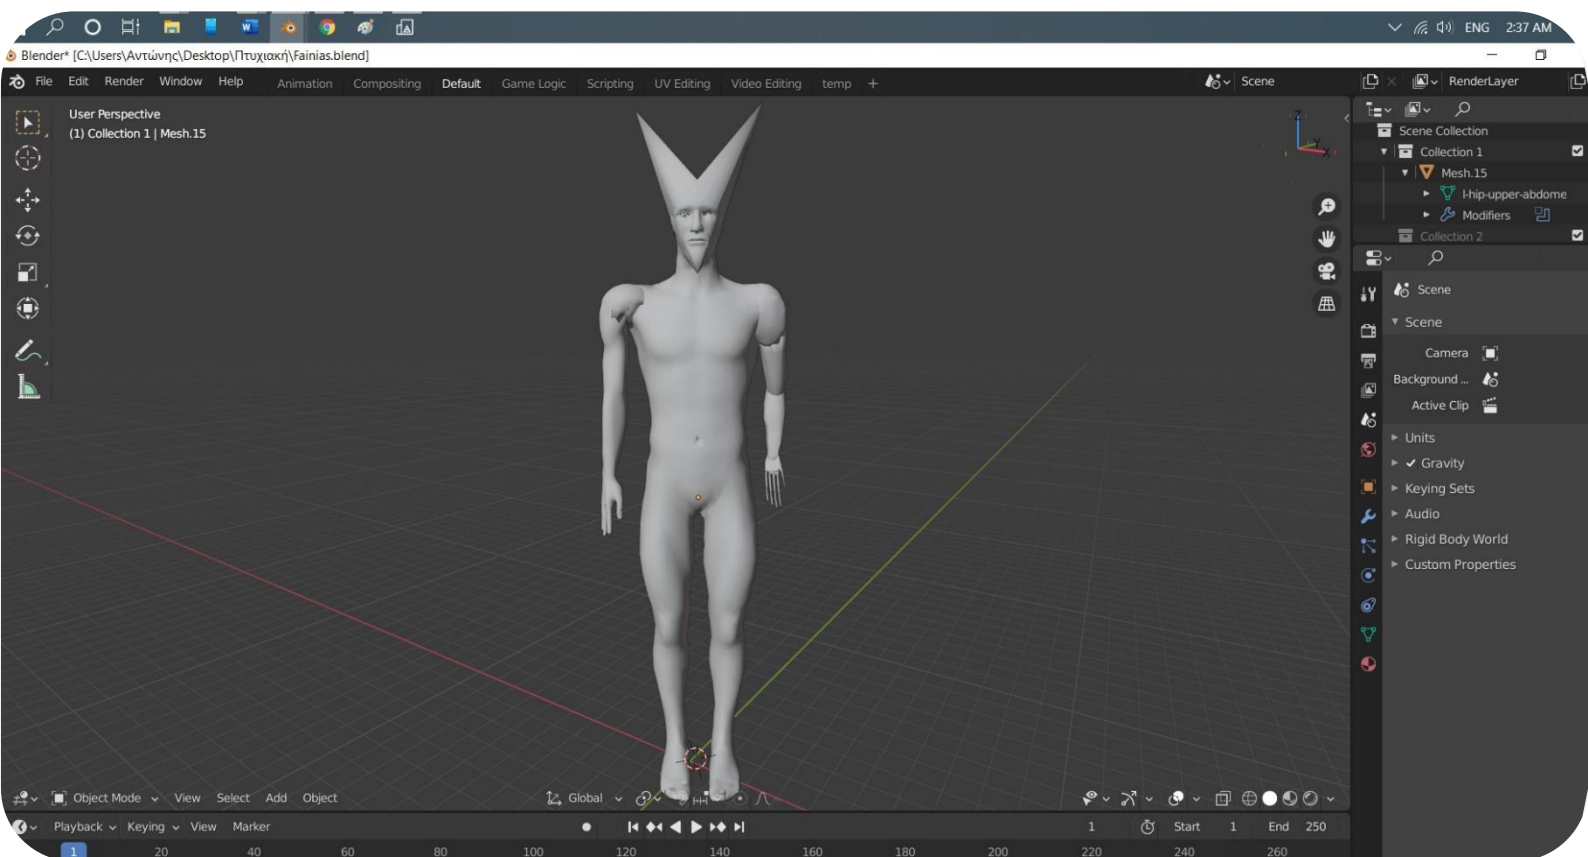 ENG 2:37 AM
Blender* [C:\Users\Αντώνης\Desktop\Πτυχιακή\Fainias.blend]
File Edit Render Window Help Animation Compositing Default Game Logic Scripting UV Editing Video Editing temp + Scene RenderLayer
User Perspective
(1) Collection 1 | Mesh.15
Scene Collection
Collection 1
Mesh.15
l-hip-upper-abdome
Modifiers
Collection 2
Scene
Scene
Camera
Background ...
Active Clip
Units
Gravity
Keying Sets
Audio
Rigid Body World
Custom Properties
Object Mode View Select Add Object Global
Playback Keying View Marker 1 Start 1 End 250
1 20 40 60 80 100 120 140 160 180 200 220 240 260